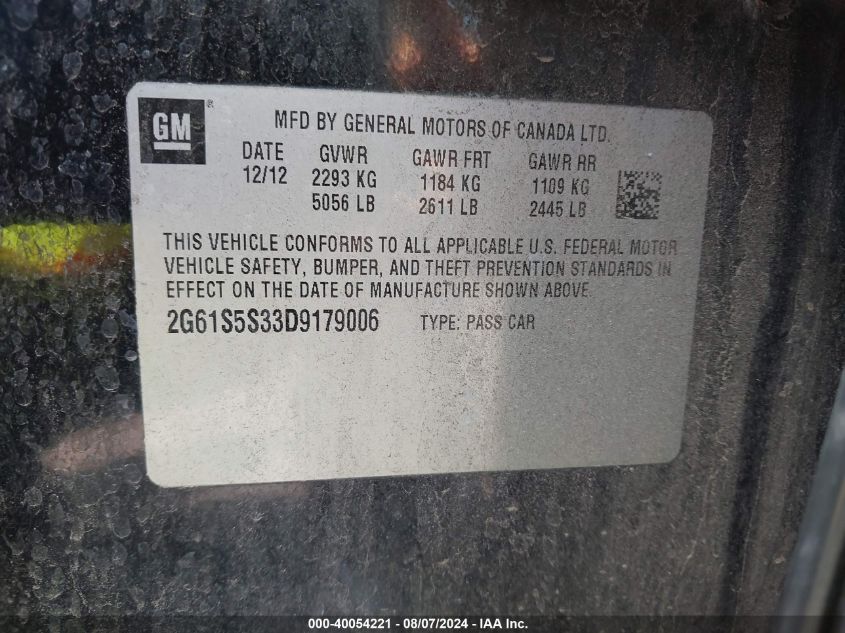 GM ®
MFD BY GENERAL MOTORS OF CANADA LTD.
DATE GVWR GAWR FRT GAWR RR
12/12 2293 KG 1184 KG 1109 KG
5056 LB 2611 LB 2445 LB
THIS VEHICLE CONFORMS TO ALL APPLICABLE U.S. FEDERAL MOTOR
VEHICLE SAFETY, BUMPER, AND THEFT PREVENTION STANDARDS IN
EFFECT ON THE DATE OF MANUFACTURE SHOWN ABOVE.
2G61S5S33D9179006 TYPE: PASS CAR
000-40054221 - 08/07/2024 - IAA Inc.